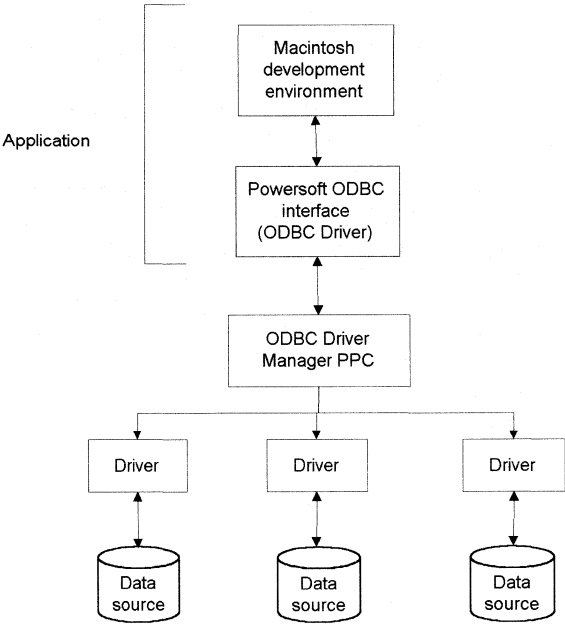 Macintosh
development
environment
Application
Powersoft ODBC
interface
(ODBC Driver)
ODBC Driver
Manager PPC
Driver
Driver
Driver
Data
source
Data
source
Data
source